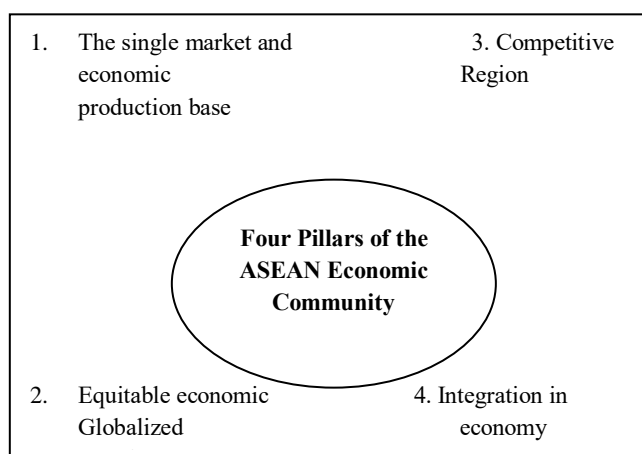 1. The single market and
economic
production base
3. Competitive
Region
Four Pillars of the
ASEAN Economic
Community
2. Equitable economic
Globalized
4. Integration in
economy